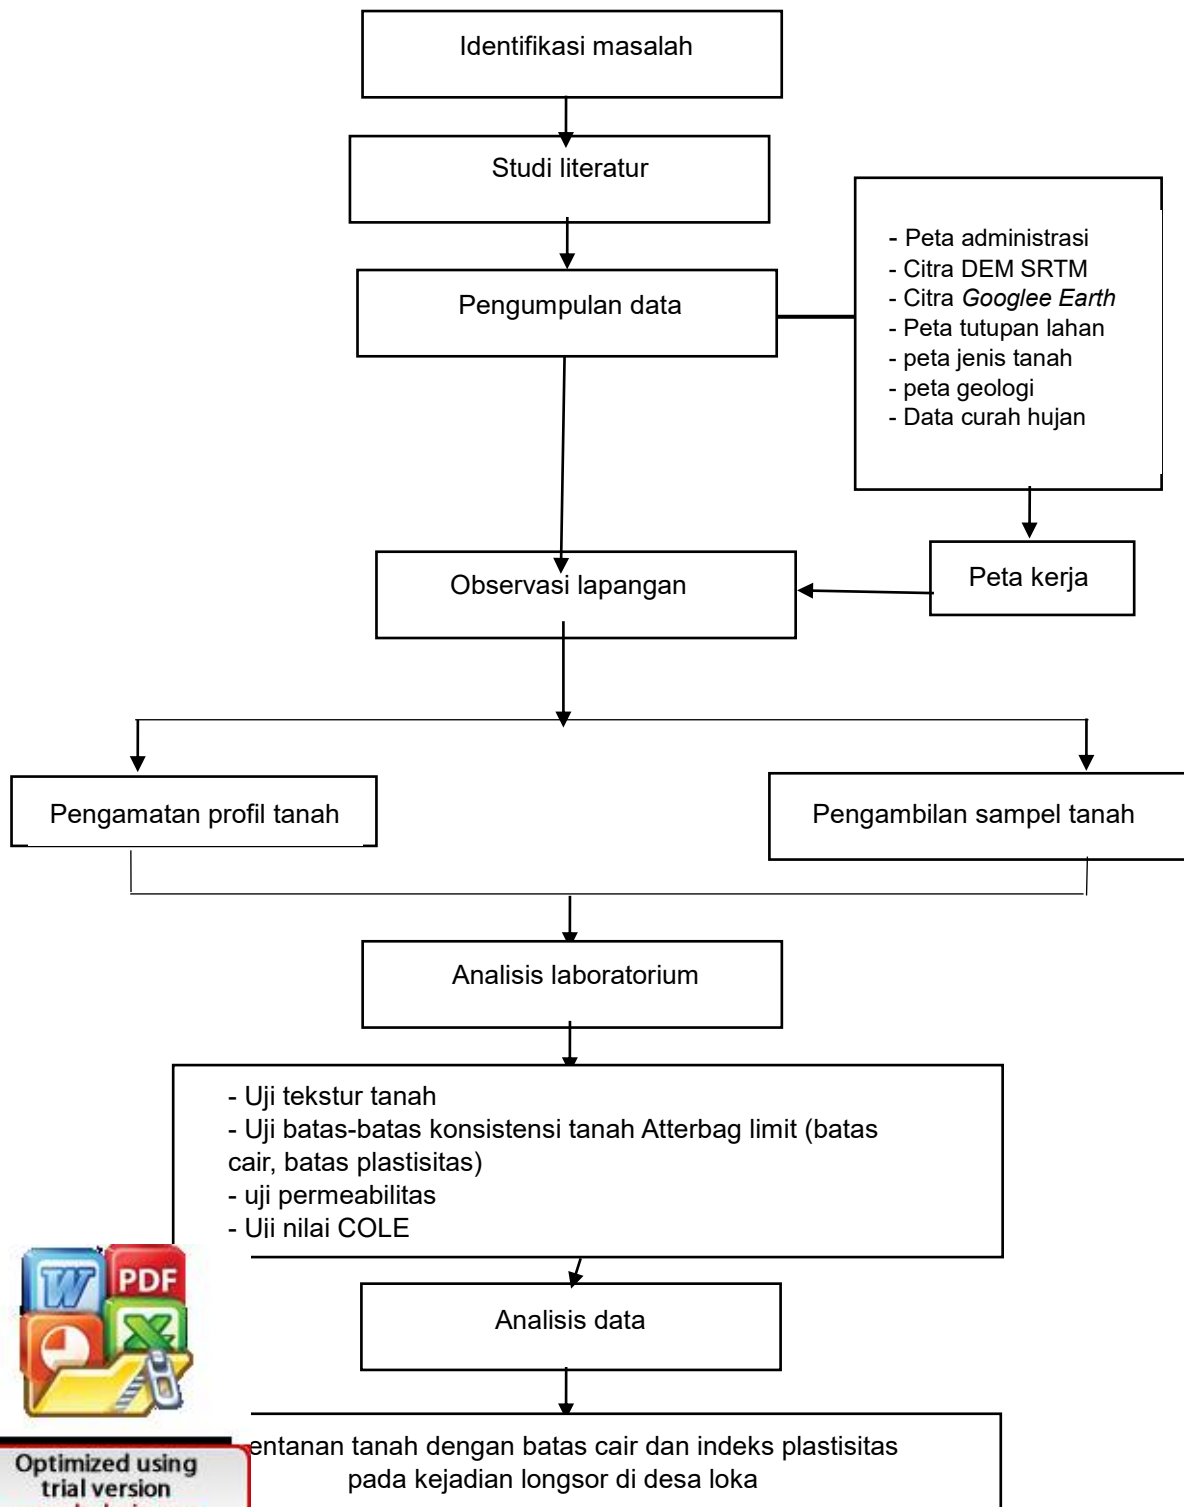 Identifikasi masalah
Studi literatur
Pengumpulan data
- Peta administrasi
- Citra DEM SRTM
- Citra Googlee Earth
- Peta tutupan lahan
- peta jenis tanah
- peta geologi
- Data curah hujan
Observasi lapangan
Peta kerja
Pengamatan profil tanah
Pengambilan sampel tanah
Analisis laboratorium
- Uji tekstur tanah
- Uji batas-batas konsistensi tanah Atterbag limit (batas
cair, batas plastisitas)
- uji permeabilitas
- Uji nilai COLE
Analisis data
entanan tanah dengan batas cair dan indeks plastisitas
pada kejadian longsor di desa loka
W
PDF
X
Optimized using
trial version